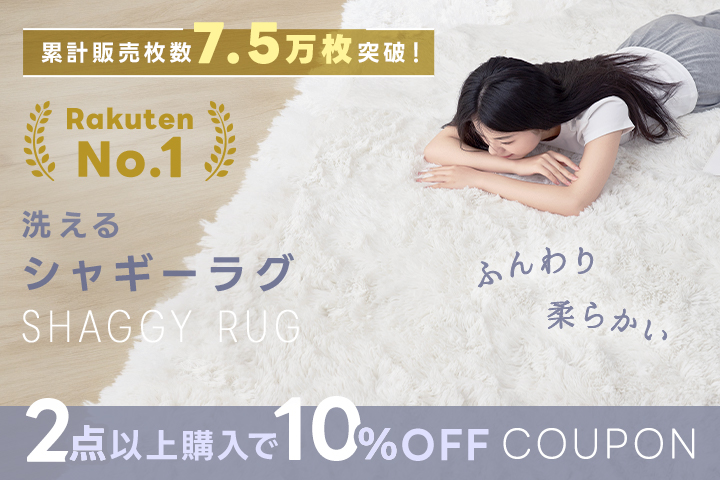 累計販売枚数7.5万枚突破!
Rakuten
No.1
洗える
シャギーラグ
SHAGGY RUG
ふんわり
柔らかい
2点以上購入で10%OFF COUPON